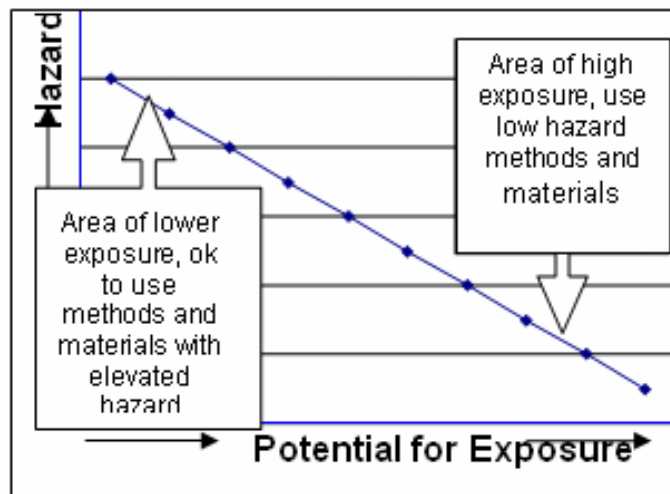 Hazard
Area of high
exposure, use
low hazard
methods and
materials
Area of lower
exposure, ok
to use
methods and
materials with
elevated
hazard
Potential for Exposure